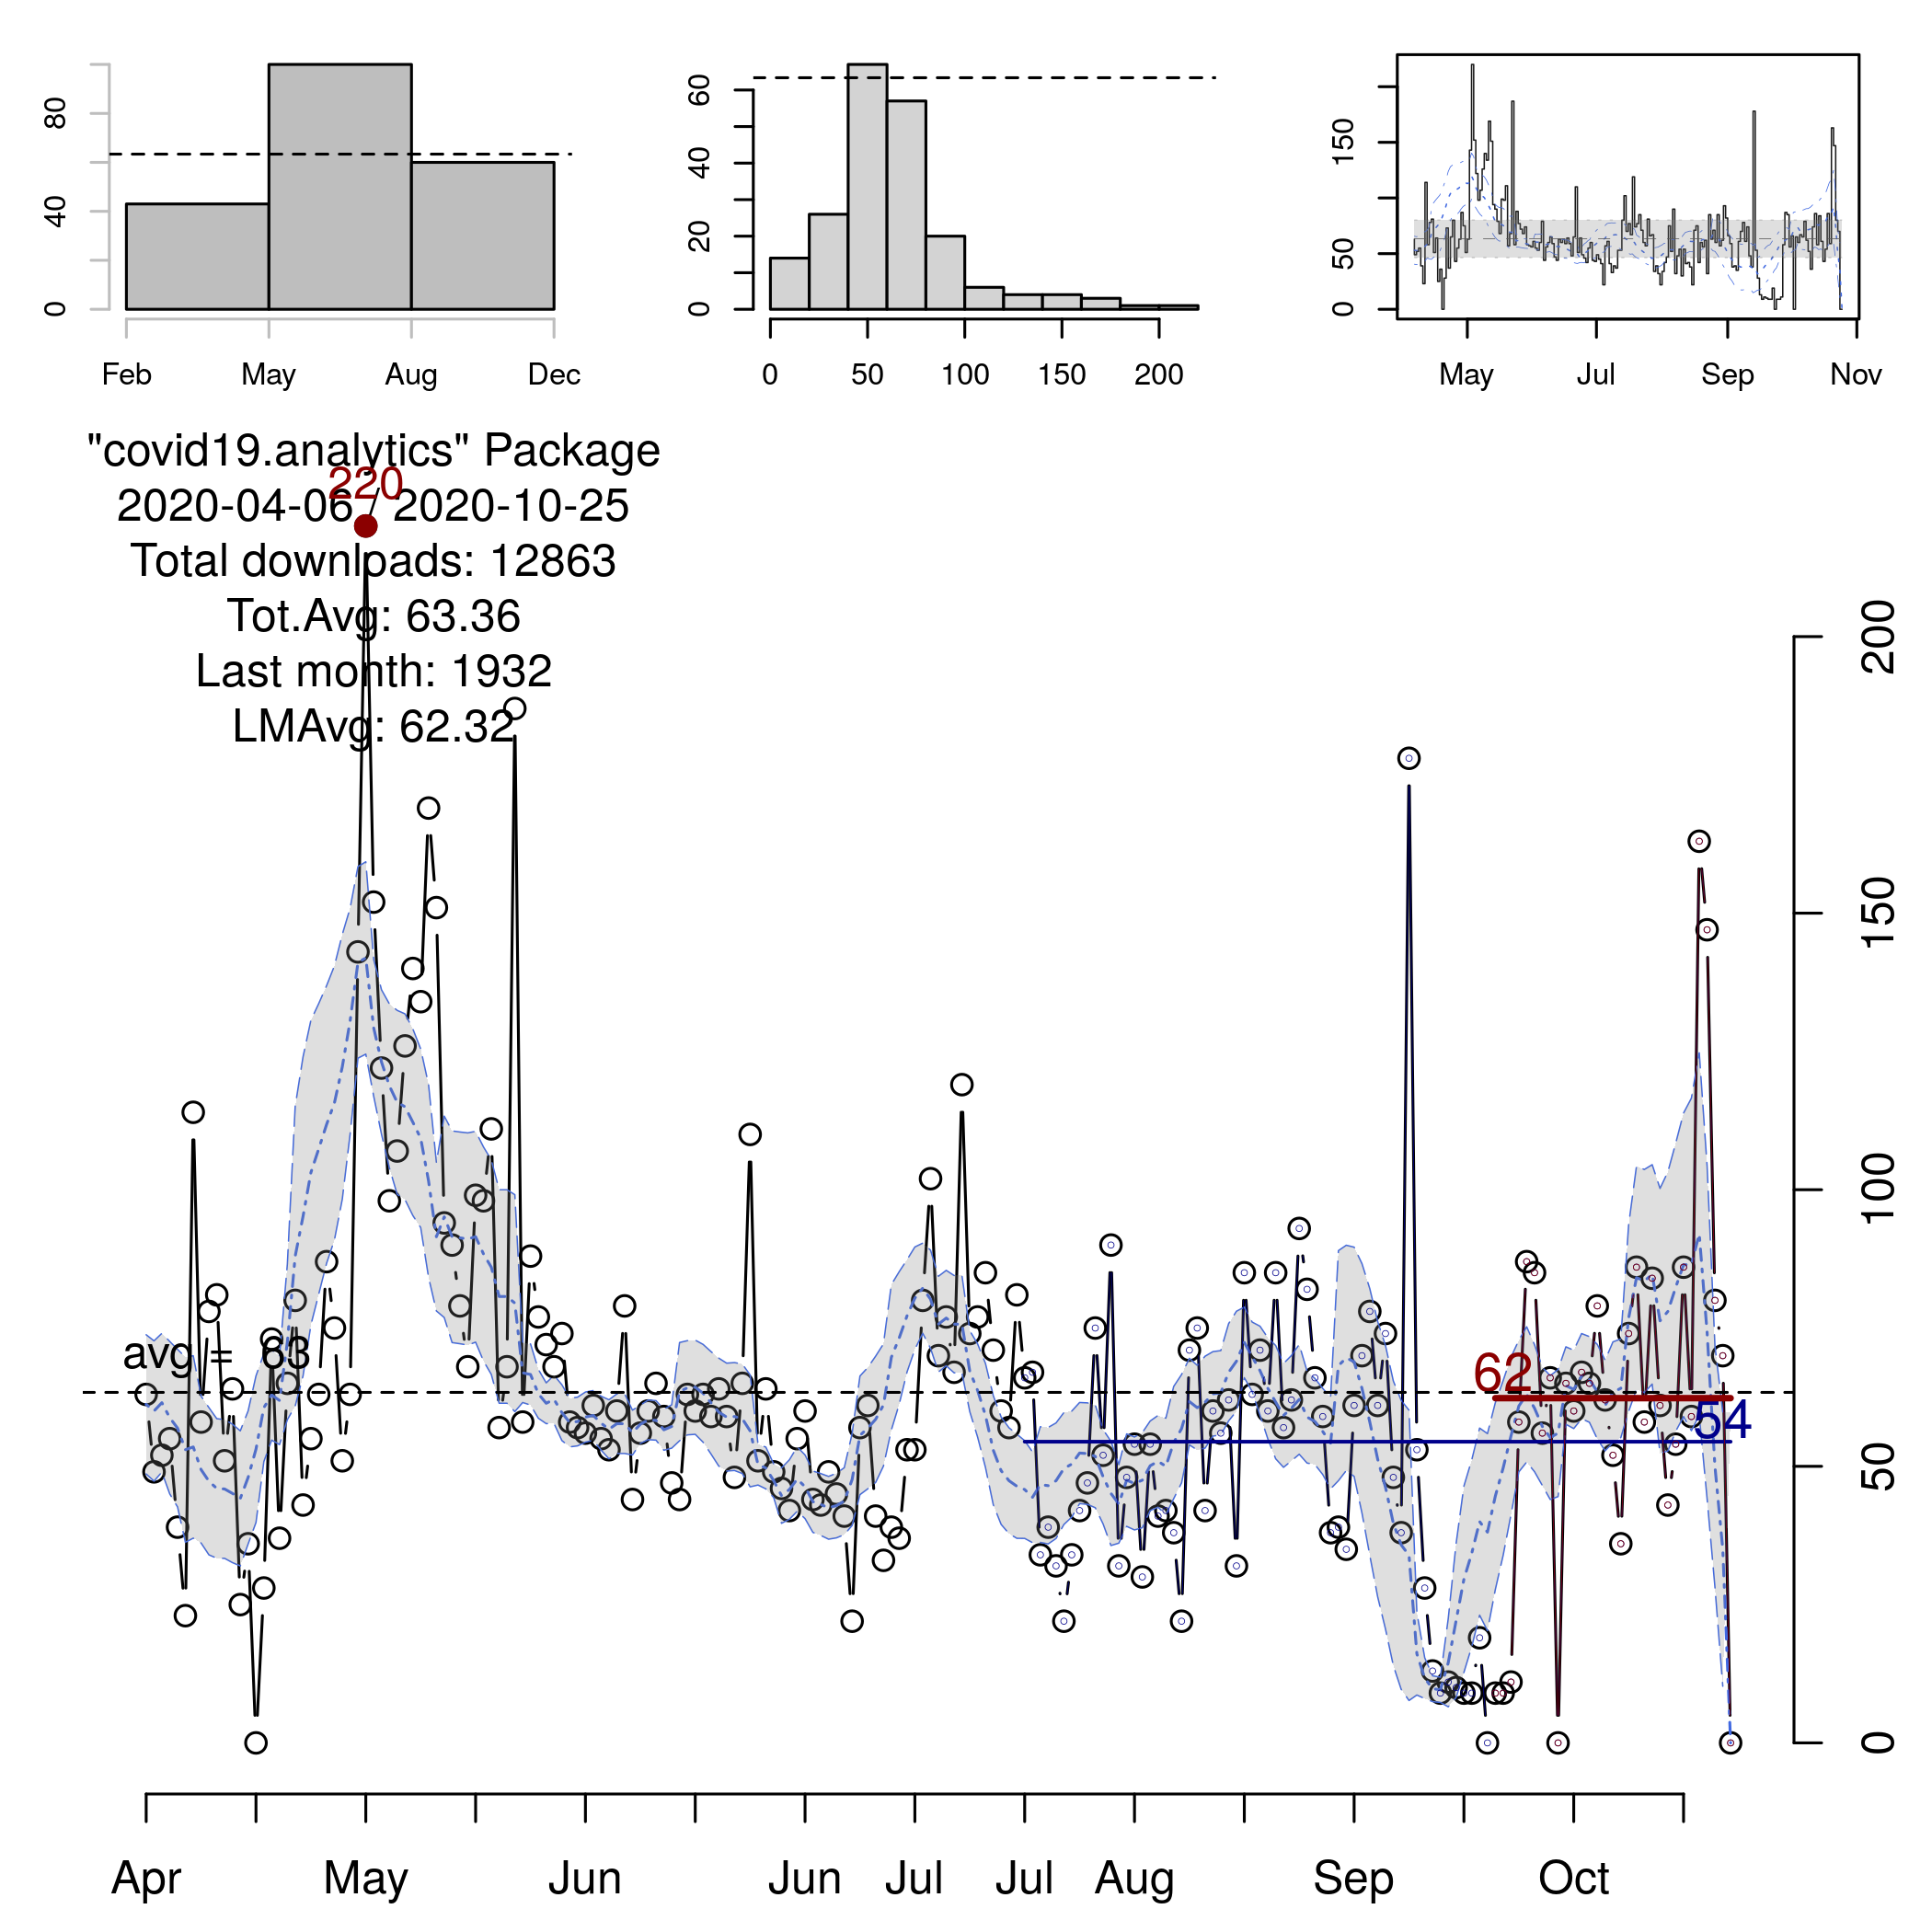 80
40
0
Feb May Aug Dec
60
40
20
0
0 50 100 150 200
150
50
0
May Jul Sep Nov
"covid19.analytics" Package
220
2020-04-06 / 2020-10-25
Total downloads: 12863
Tot.Avg: 63.36
Last month: 1932
LMAvg: 62.32
avg = 63
62
54
200
150
100
50
0
Apr May Jun Jun Jul Jul Aug Sep Oct